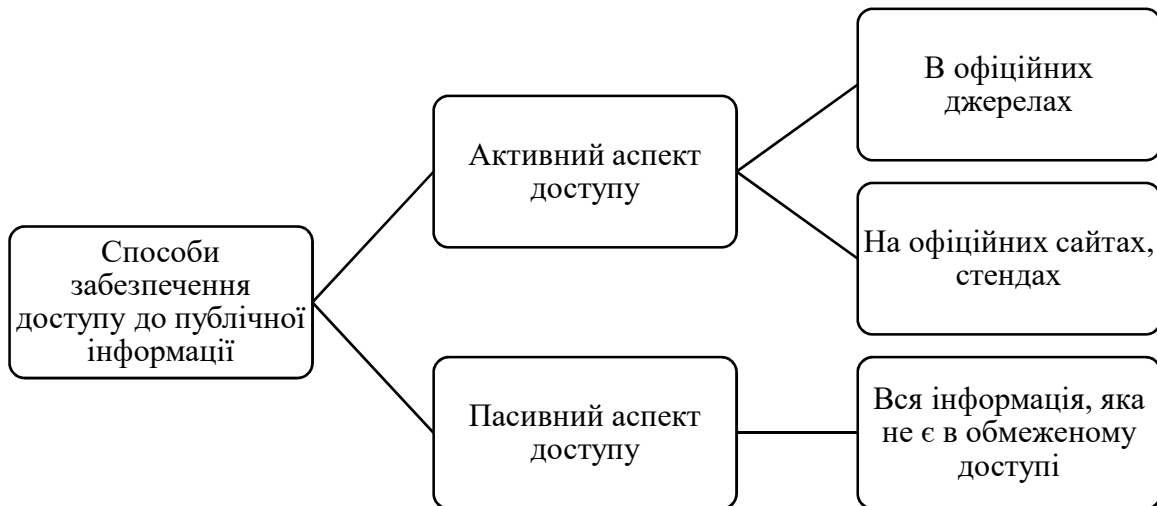 Способи
забезпечення
доступу до публічної
інформації
Активний аспект
доступу
В офіційних
джерелах
На офіційних сайтах,
стендах
Пасивний аспект
доступу
Вся інформація, яка
не є в обмеженому
доступі